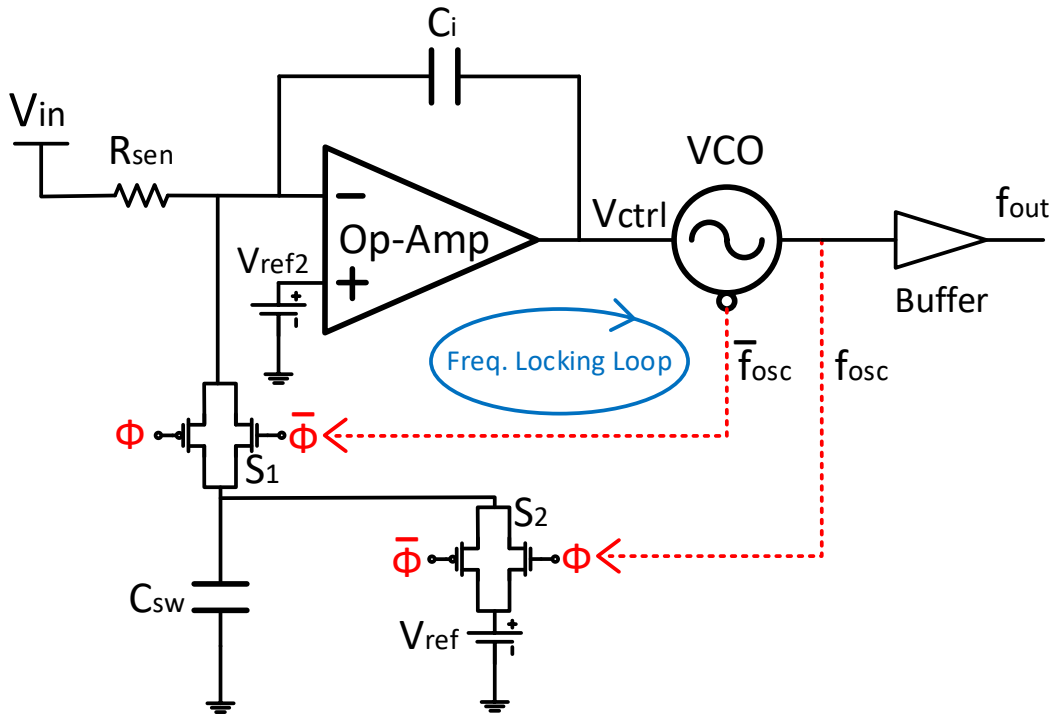 Ci
Vin
Rsen
VCO
Op-Amp
Vctrl
fout
Vref2
Buffer
Freq. Locking Loop
f̅osc
fosc
Φ
Φ̅
S1
S2
Φ̅
Φ
Csw
Vref